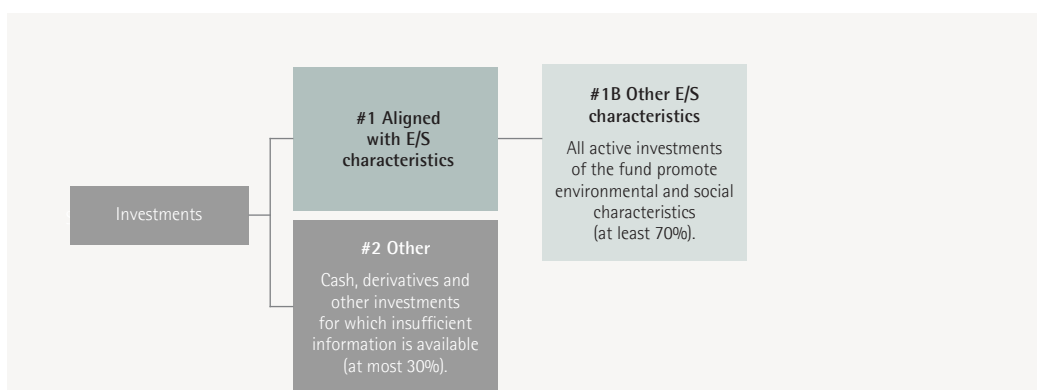 Investments
#1 Aligned
with E/S
characteristics
#1B Other E/S
characteristics
All active investments
of the fund promote
environmental and social
characteristics
(at least 70%).
#2 Other
Cash, derivatives and
other investments
for which insufficient
information is available
(at most 30%).